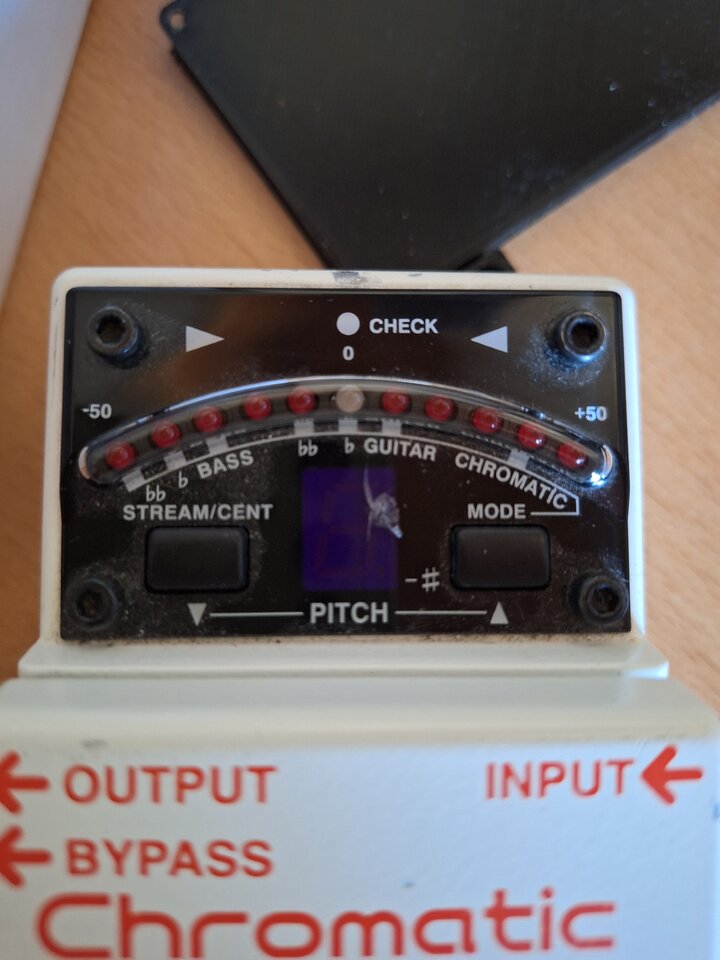 CHECK
0
-50
+50
bb b BASS
bb b GUITAR
CHROMATIC
STREAM/CENT
MODE
-#
PITCH
OUTPUT
INPUT
BYPASS
Chromatic